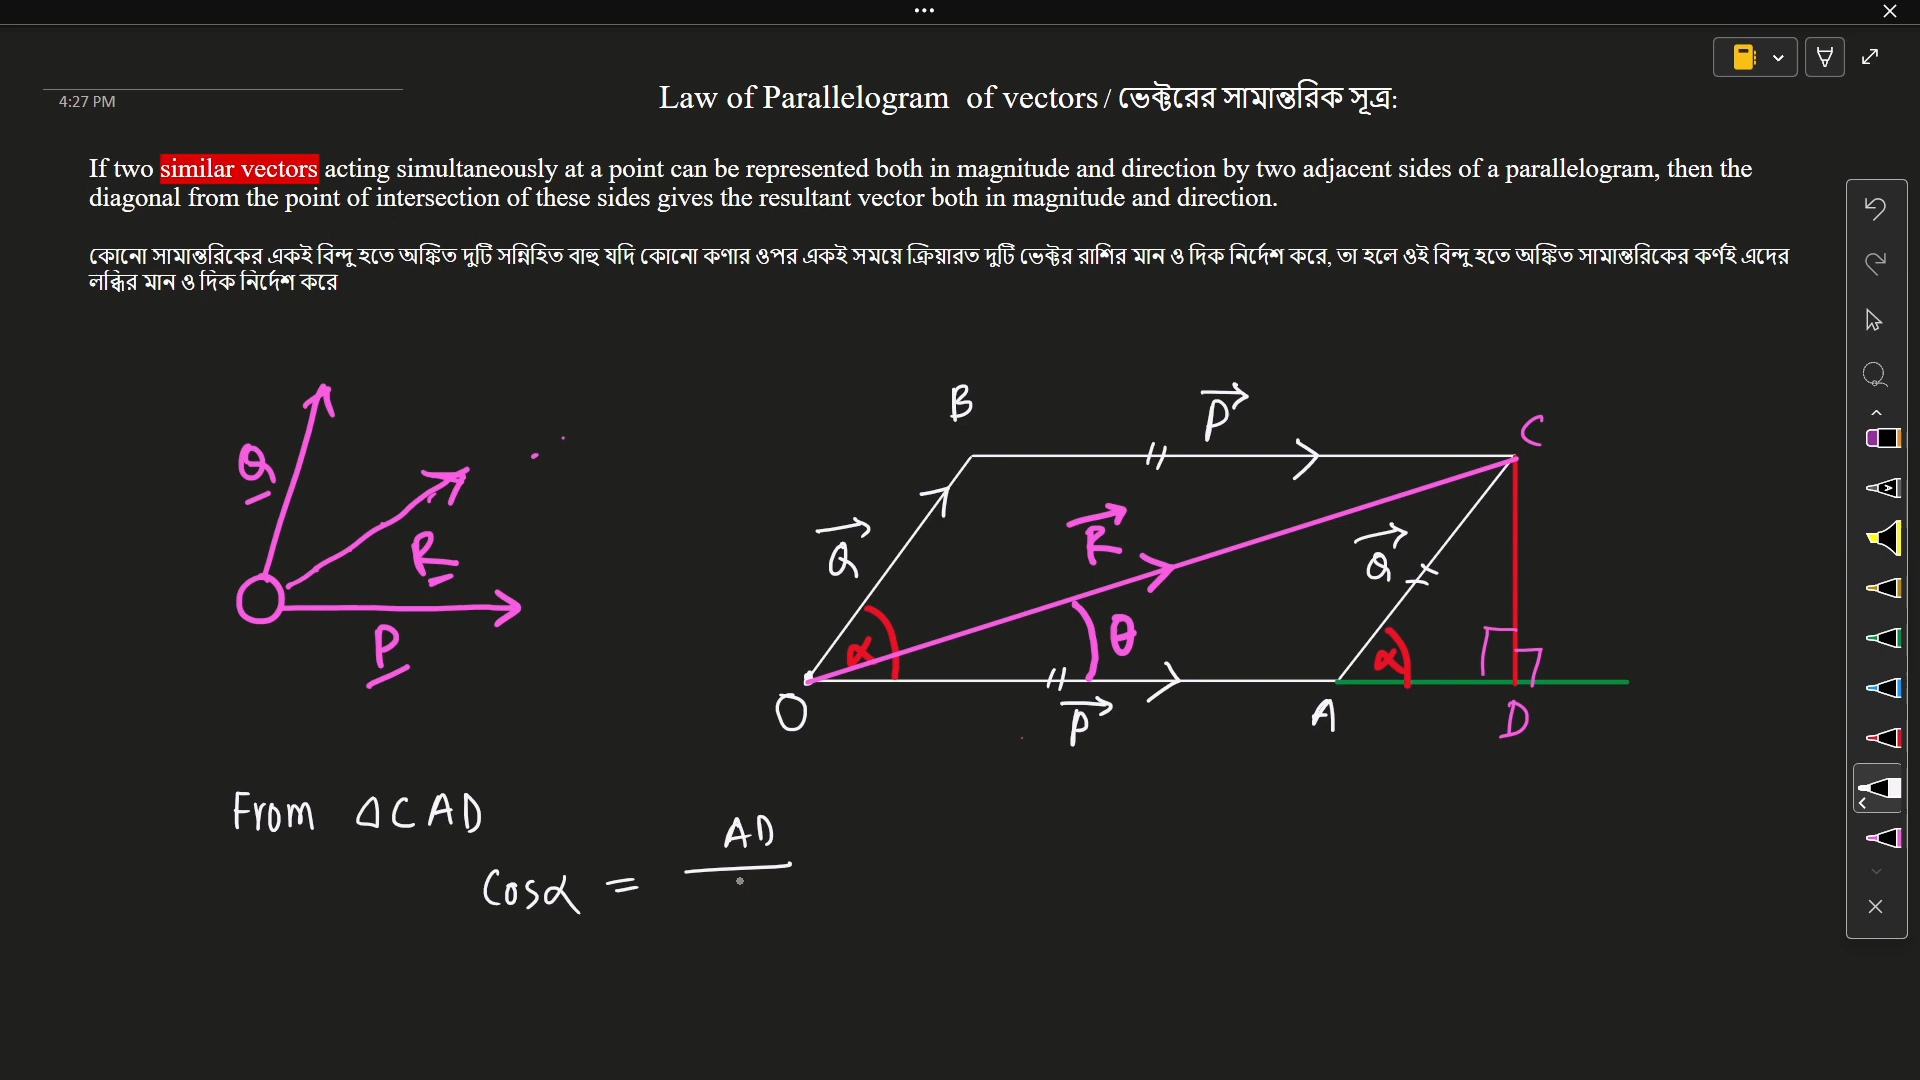 4:27 PM
Law of Parallelogram of vectors / ভেক্টরের সামান্তরিক সূত্র:
If two similar vectors acting simultaneously at a point can be represented both in magnitude and direction by two adjacent sides of a parallelogram, then the
diagonal from the point of intersection of these sides gives the resultant vector both in magnitude and direction.
কোনো সামান্তরিকের একই বিন্দু হতে অঙ্কিত দুটি সন্নিহিত বাহু যদি কোনো কণার ওপর একই সময়ে ক্রিয়ারত দুটি ভেক্টর রাশির মান ও দিক নির্দেশ করে, তা হলে ওই বিন্দু হতে অঙ্কিত সামান্তরিকের কর্ণই এদের
লব্ধির মান ও দিক নির্দেশ করে
Q
R
P
B
P
C
Q
R
Q
α
θ
α
O
P
A
D
From △CAD
AD
Cosα =